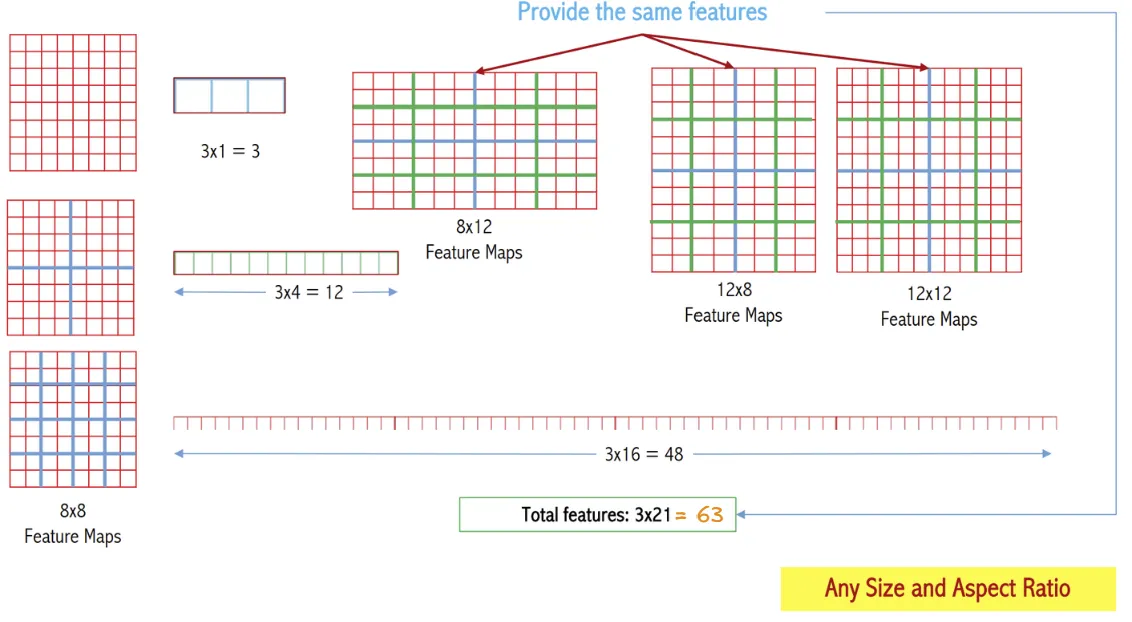 Provide the same features
3x1 = 3
8x12
Feature Maps
3x4 = 12
12x8
Feature Maps
12x12
Feature Maps
3x16 = 48
8x8
Feature Maps
Total features: 3x21 = 63
Any Size and Aspect Ratio